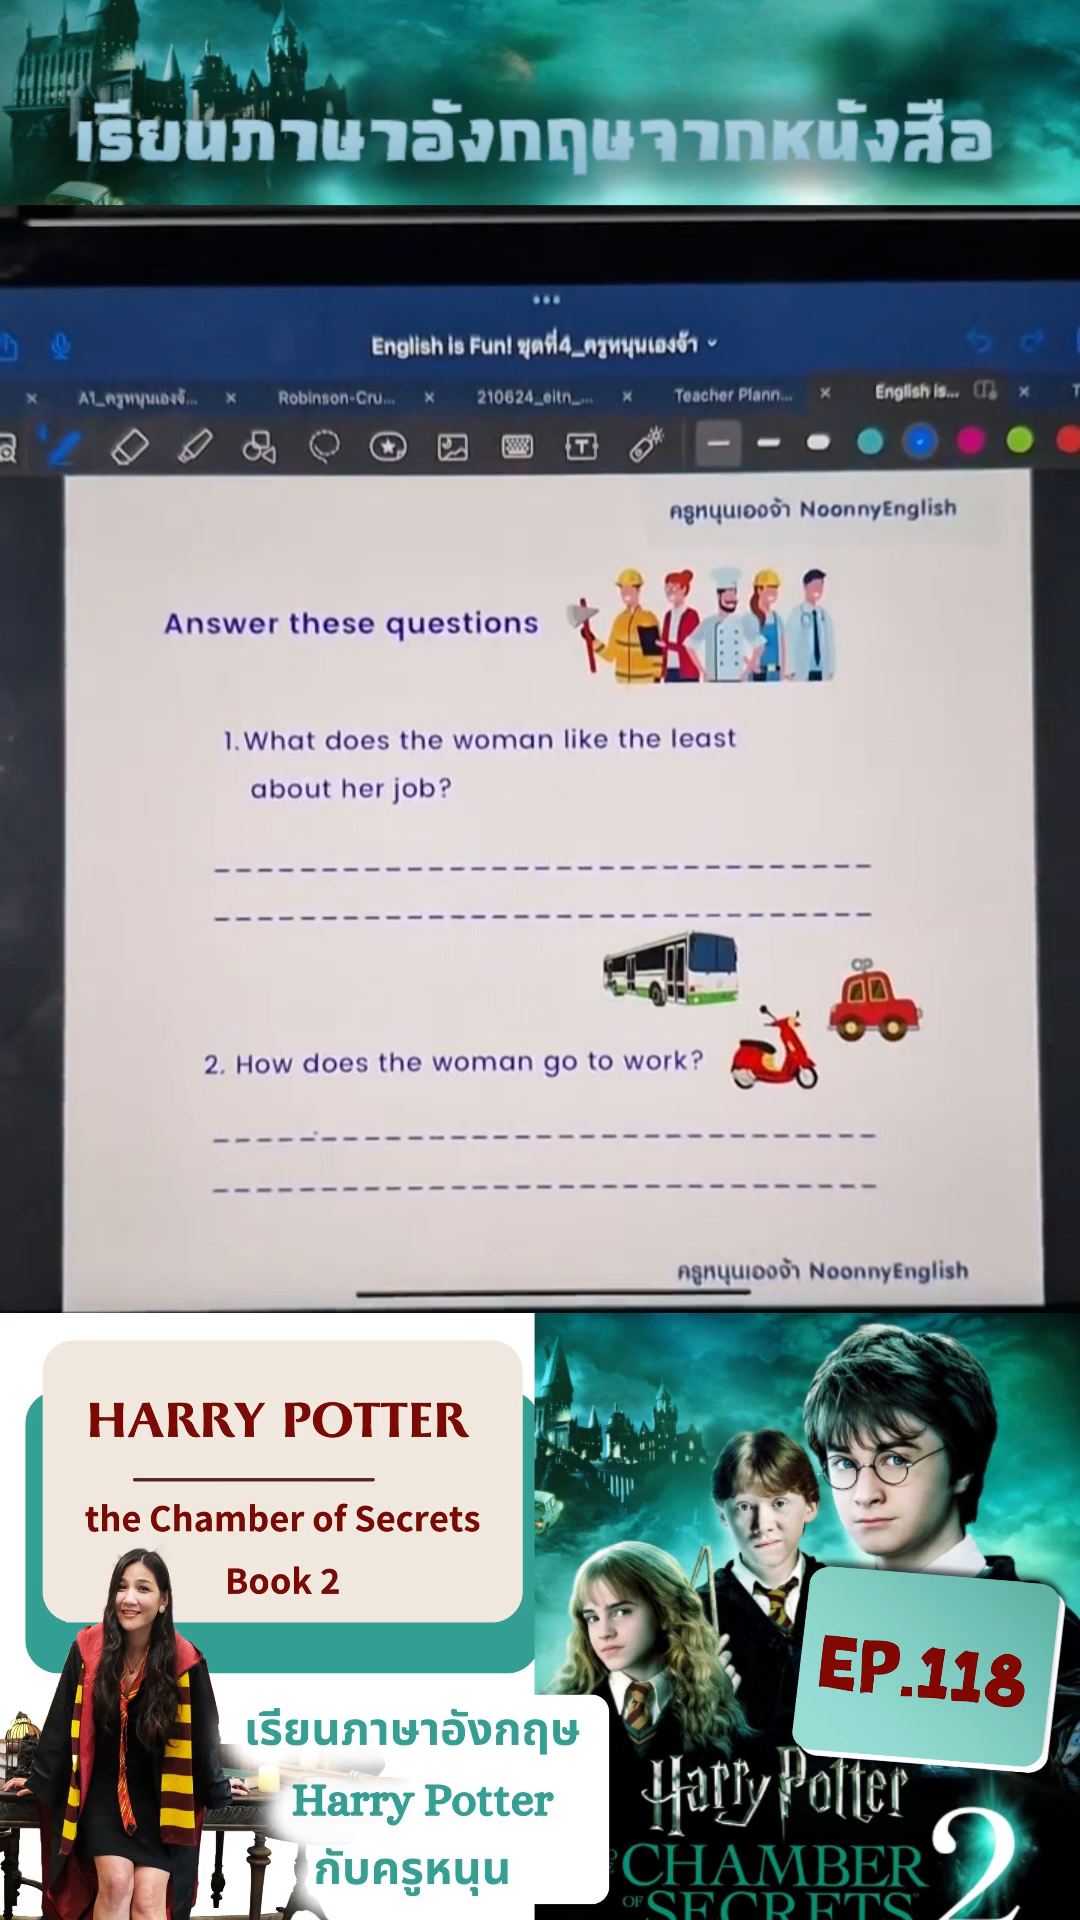 เรียนภาษาอังกฤษจากหนังสือ
English is Fun! ชุดที่4_ครูหนุนเองจ้า
A1_ครูหนุนเองจ้...
Robinson-Cru...
210624_eitn_...
Teacher Plann...
English is...
ครูหนุนเองจ้า NoonnyEnglish
Answer these questions
1. What does the woman like the least
about her job?
2. How does the woman go to work?
ครูหนุนเองจ้า NoonnyEnglish
HARRY POTTER
the Chamber of Secrets
Book 2
EP.118
เรียนภาษาอังกฤษ
Harry Potter
กับครูหนุน
Harry Potter
CHAMBER
OF SECRETS
2